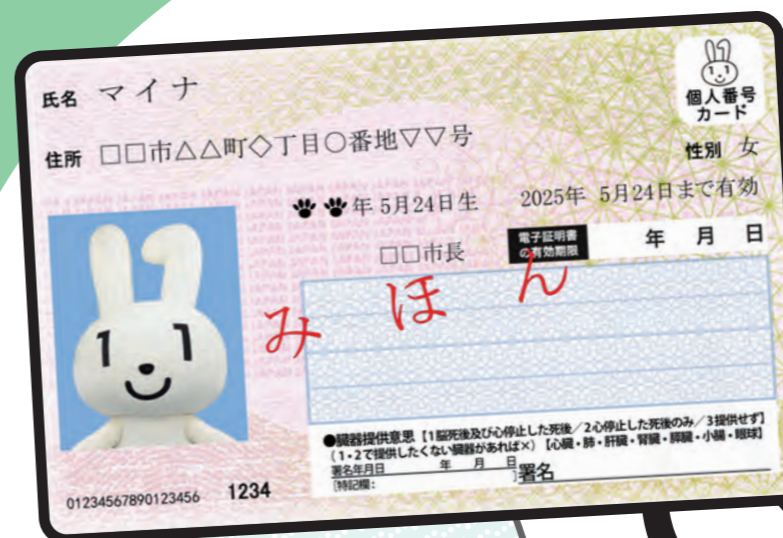 氏名 マイナ
個人番号
カード
住所 □□市△△町◇丁目○番地▽▽号
性別 女
年 5月24日生 2025年 5月24日まで有効
□□市長
電子証明書
の有効期限
年 月 日
みほん
●臓器提供意思【1脳死後及び心停止した死後/2心停止した死後のみ/3提供せず】
(1・2で提供したくない臓器があれば×)【心臓・肺・肝臓・腎臓・膵臓・小腸・眼球】
署名年月日 年 月 日
[特記欄: ]署名
01234567890123456 1234